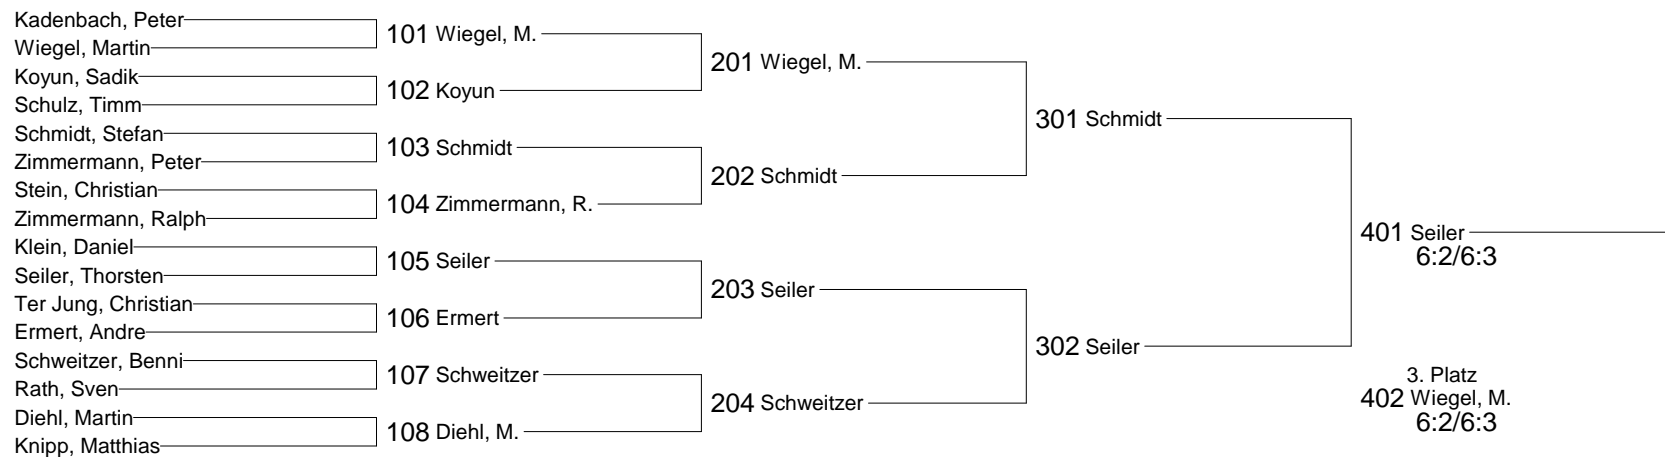 Kadenbach, Peter
Wiegel, Martin
Koyun, Sadik
Schulz, Timm
Schmidt, Stefan
Zimmermann, Peter
Stein, Christian
Zimmermann, Ralph
Klein, Daniel
Seiler, Thorsten
Ter Jung, Christian
Ermert, Andre
Schweitzer, Benni
Rath, Sven
Diehl, Martin
Knipp, Matthias
101 Wiegel, M.
102 Koyun
103 Schmidt
104 Zimmermann, R.
105 Seiler
106 Ermert
107 Schweitzer
108 Diehl, M.
201 Wiegel, M.
202 Schmidt
203 Seiler
204 Schweitzer
301 Schmidt
302 Seiler
401 Seiler
6:2/6:3
3. Platz
402 Wiegel, M.
6:2/6:3